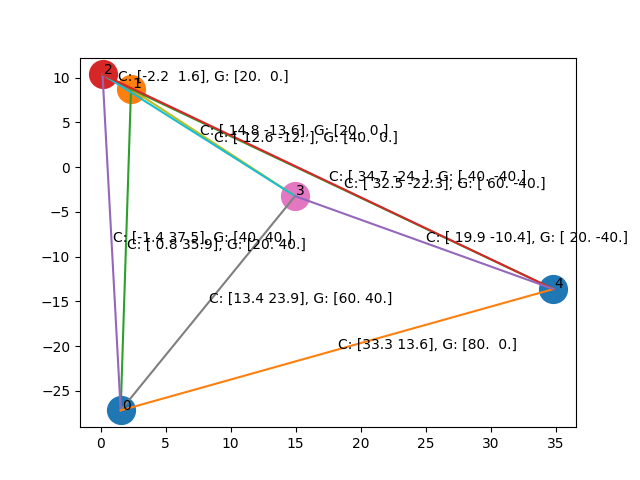 10
5
0
−5
−10
−15
−20
−25
0
5
10
15
20
25
30
35
2
1
3
4
0
C: [-2.2  1.6], G: [20.  0.]
C: [ 14.8 -13.6], G: [20.  0.]
C: [ 12.6 -12. ], G: [40.  0.]
C: [ 34.7 -24. ], G: [ 40. -40.]
C: [ 32.5 -22.3], G: [ 60. -40.]
C: [ 19.9 -10.4], G: [ 20. -40.]
C: [-1.4 37.5], G: [40. 40.]
C: [ 0.8 35.9], G: [20. 40.]
C: [13.4 23.9], G: [60. 40.]
C: [33.3 13.6], G: [80.  0.]